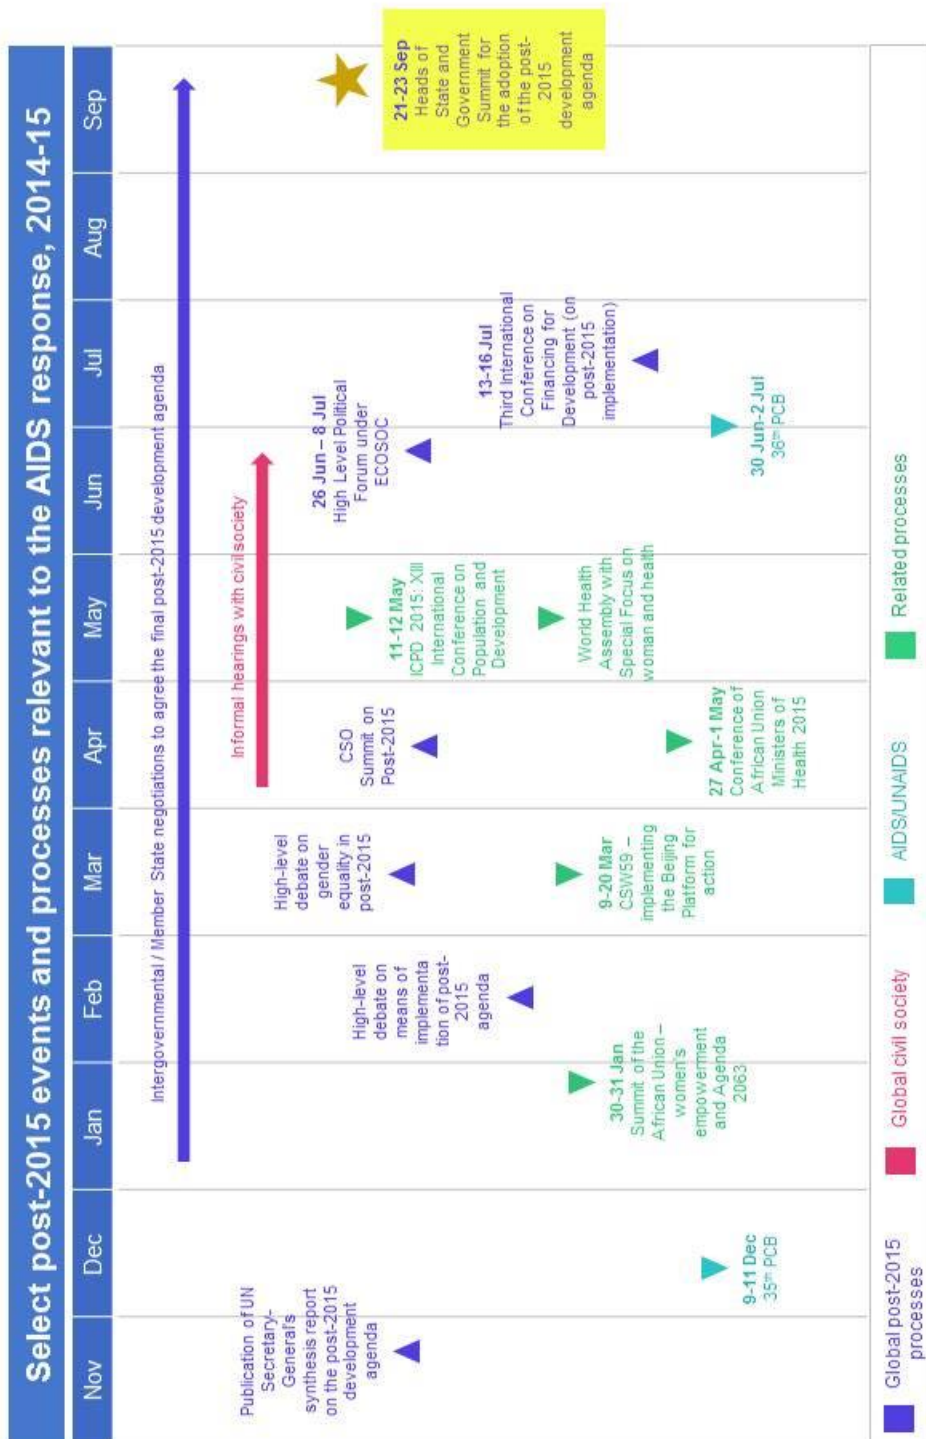 Select post-2015 events and processes relevant to the AIDS response, 2014-15
Nov
Dec
Jan
Feb
Mar
Apr
May
Jun
Jul
Aug
Sep
Intergovernmental / Member State negotiations to agree the final post-2015 development agenda
Informal hearings with civil society
Publication of UN
Secretary-
General's
synthesis report
on the post-2015
development
agenda
9-11 Dec
35th PCB
30-31 Jan
Summit of the
African Union –
women's
empowerment
and Agenda
2063
High-level
debate on
means of
implementa
tion of post-
2015
agenda
High-level
debate on
gender
equality in
post-2015
9-20 Mar
CSW59 –
implementing
the Beijing
Platform for
action
CSO
Summit on
Post-2015
27 Apr-1 May
Conference of
African Union
Ministers of
Health 2015
11-12 May
ICPD 2015: XIII
International
Conference on
Population and
Development
World Health
Assembly with
Special Focus on
woman and health
26 Jun – 8 Jul
High Level Political
Forum under
ECOSOC
13-16 Jul
Third International
Conference on
Financing for
Development (on
post-2015
implementation)
30 Jun-2 Jul
36th PCB
21-23 Sep
Heads of
State and
Government
Summit for
the adoption
of the post-
2015
development
agenda
Global post-2015
processes
Global civil society
AIDS/UNAIDS
Related processes